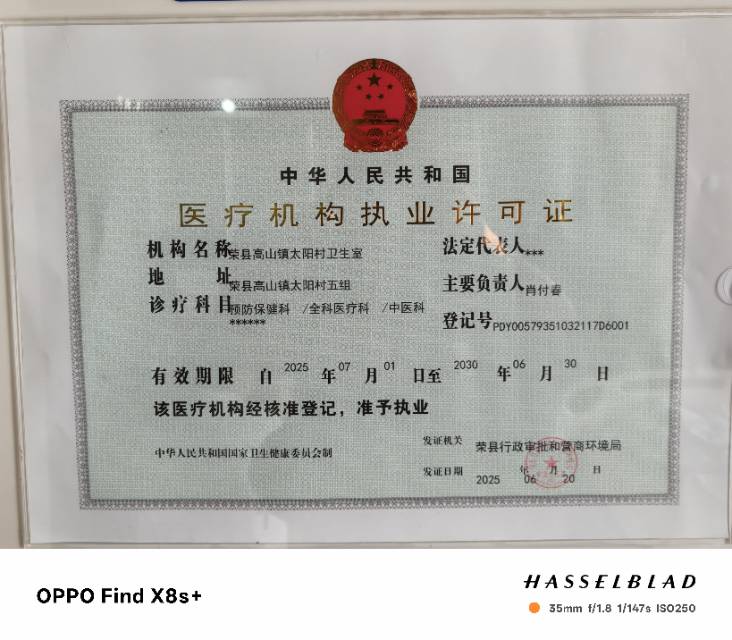 中华人民共和国
医疗机构执业许可证
机构名称 荣县高山镇太阳村卫生室
法定代表人 ***
地址 荣县高山镇太阳村五组
主要负责人 肖付春
诊疗科目 预防保健科 /全科医疗科 /中医科
******
登记号 PDY00579351032117D6001
有效期限 自 2025 年 07 月 01 日至 2030 年 06 月 30 日
该医疗机构经核准登记，准予执业
中华人民共和国国家卫生健康委员会制
发证机关 荣县行政审批和营商环境局
发证日期 2025 年 06 月 20 日
OPPO Find X8s+
HASSELBLAD
35mm f/1.8 1/147s ISO250